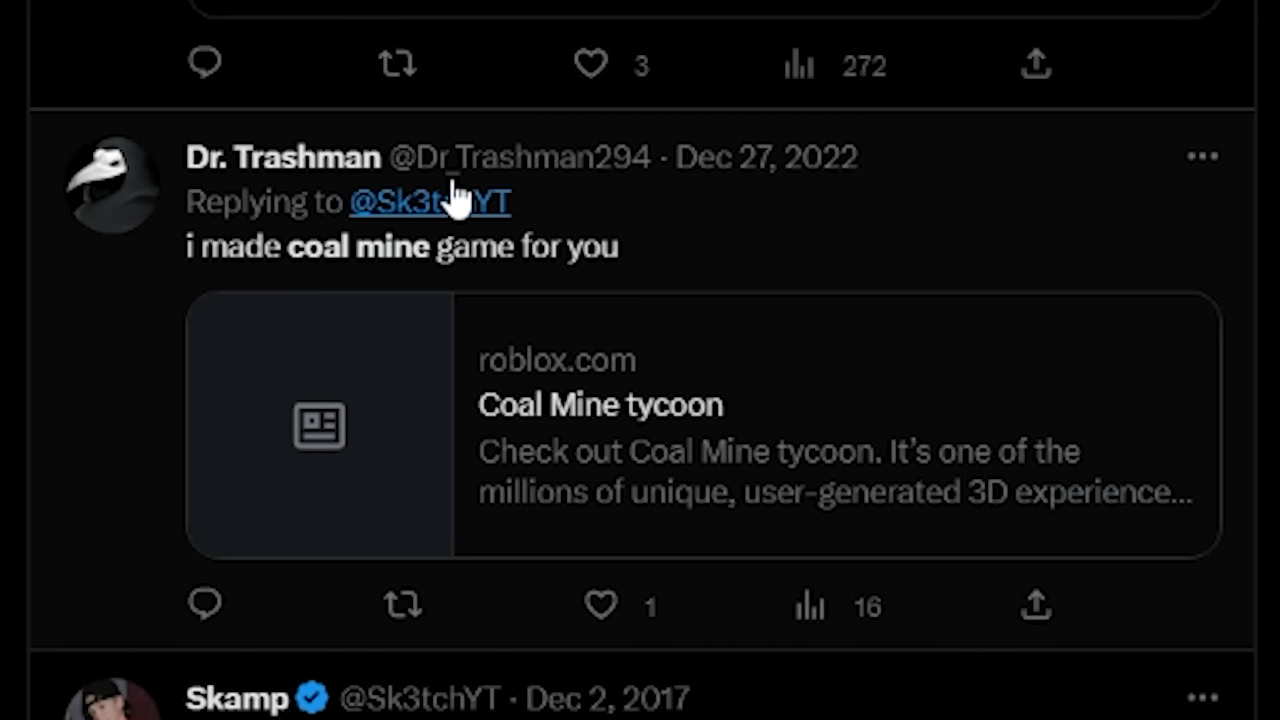 3 272
Dr. Trashman @Dr_Trashman294 · Dec 27, 2022
Replying to @Sk3tchYT
i made coal mine game for you
roblox.com
Coal Mine tycoon
Check out Coal Mine tycoon. It's one of the
millions of unique, user-generated 3D experience...
1 16
Skamp @Sk3tchYT · Dec 2, 2017